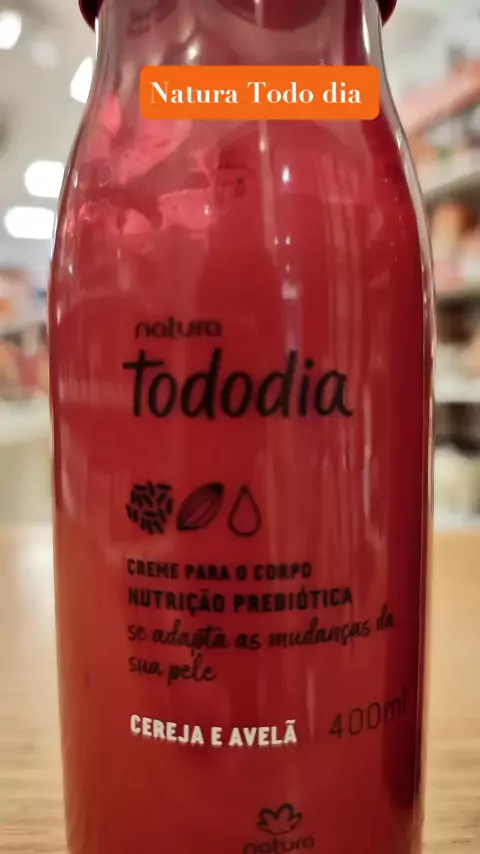 Natura Todo dia
natura
tododia
CREME PARA O CORPO
NUTRIÇÃO PREBIÓTICA
se adapta as mudanças da
sua pele
CEREJA E AVELÃ 400ml
natura